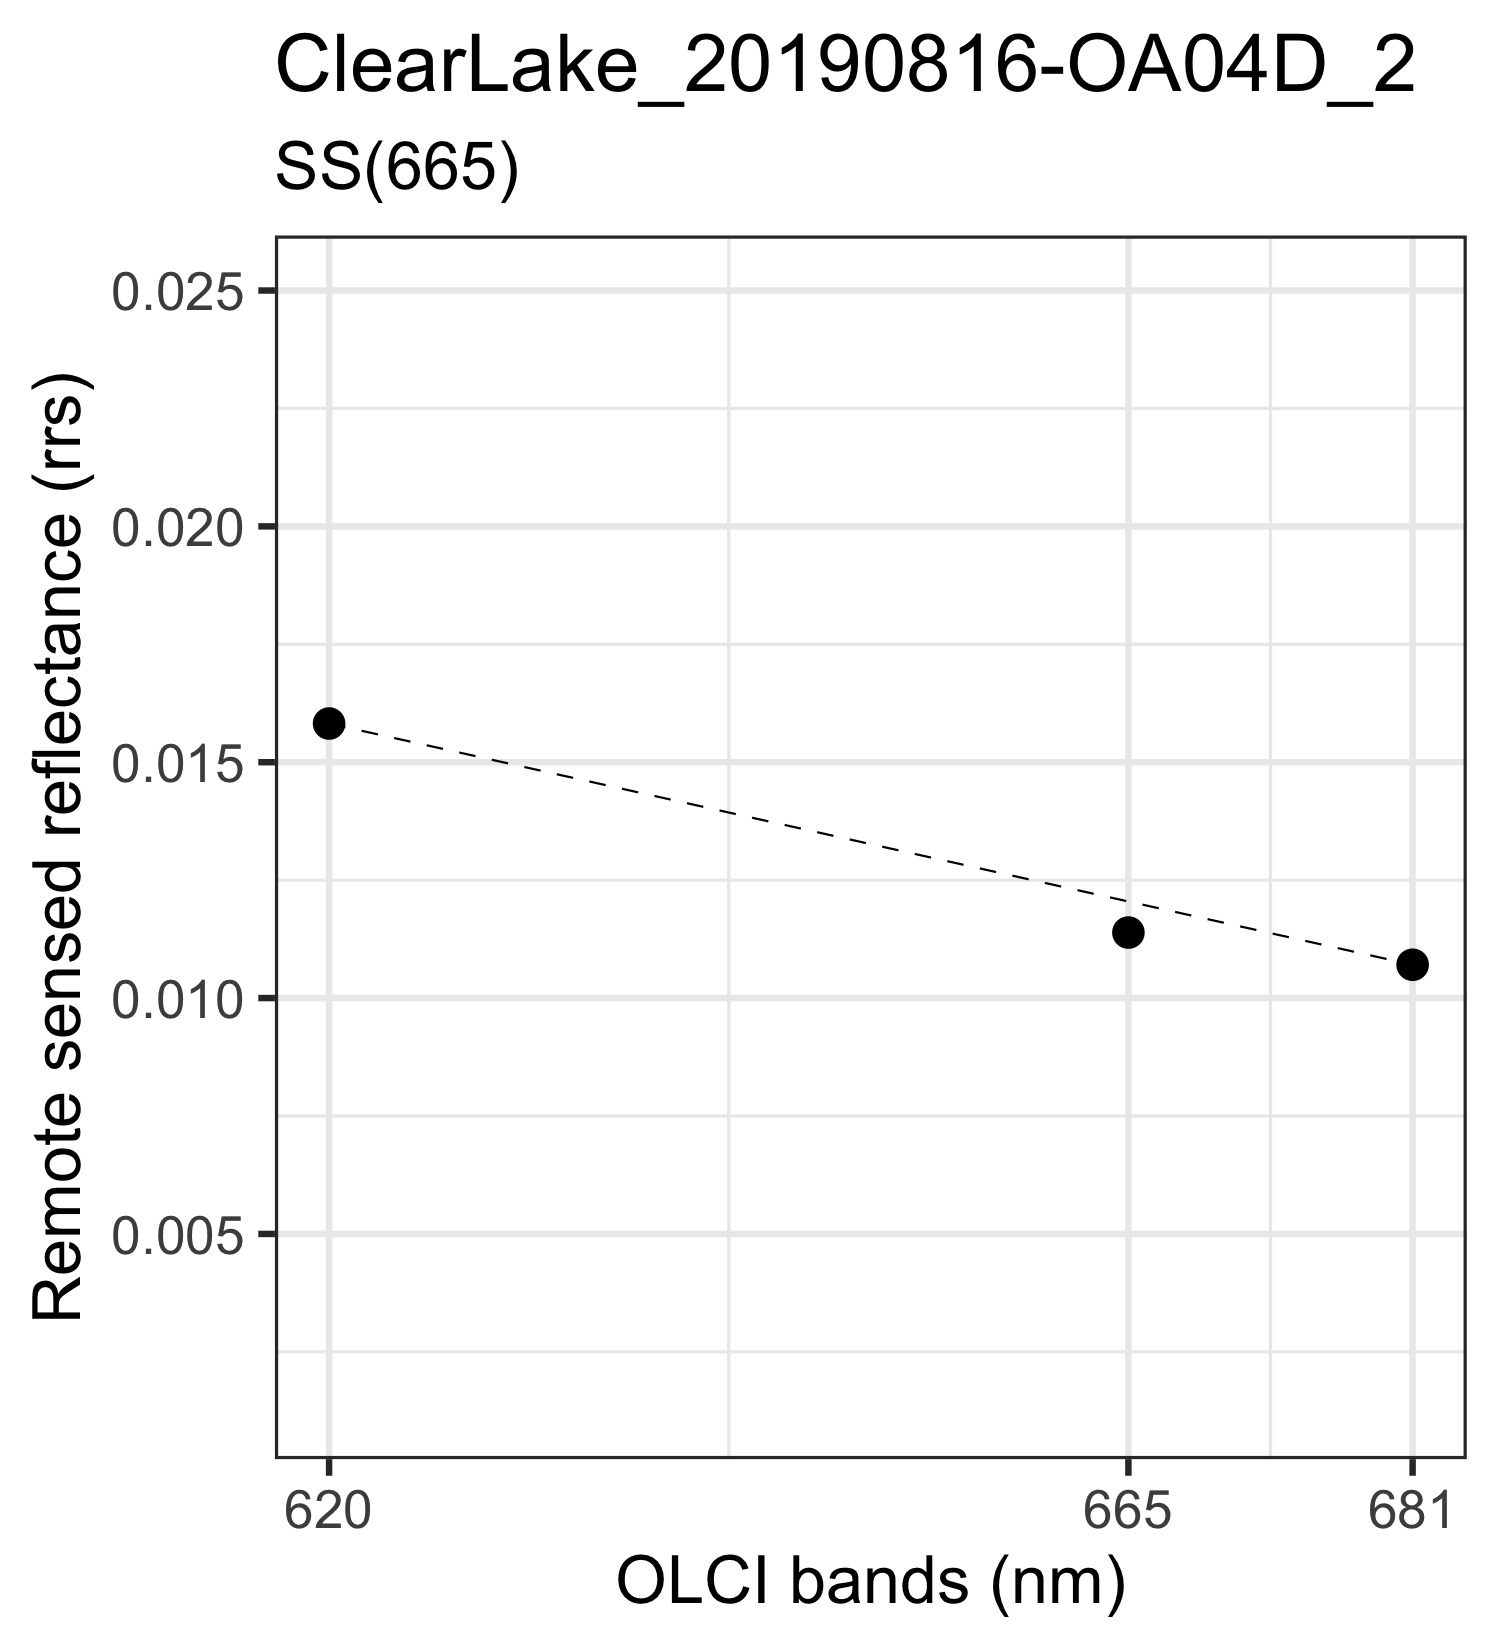 ClearLake_20190816-OA04D_2
SS(665)
Remote sensed reflectance (rrs)
0.025
0.020
0.015
0.010
0.005
620 665 681
OLCI bands (nm)